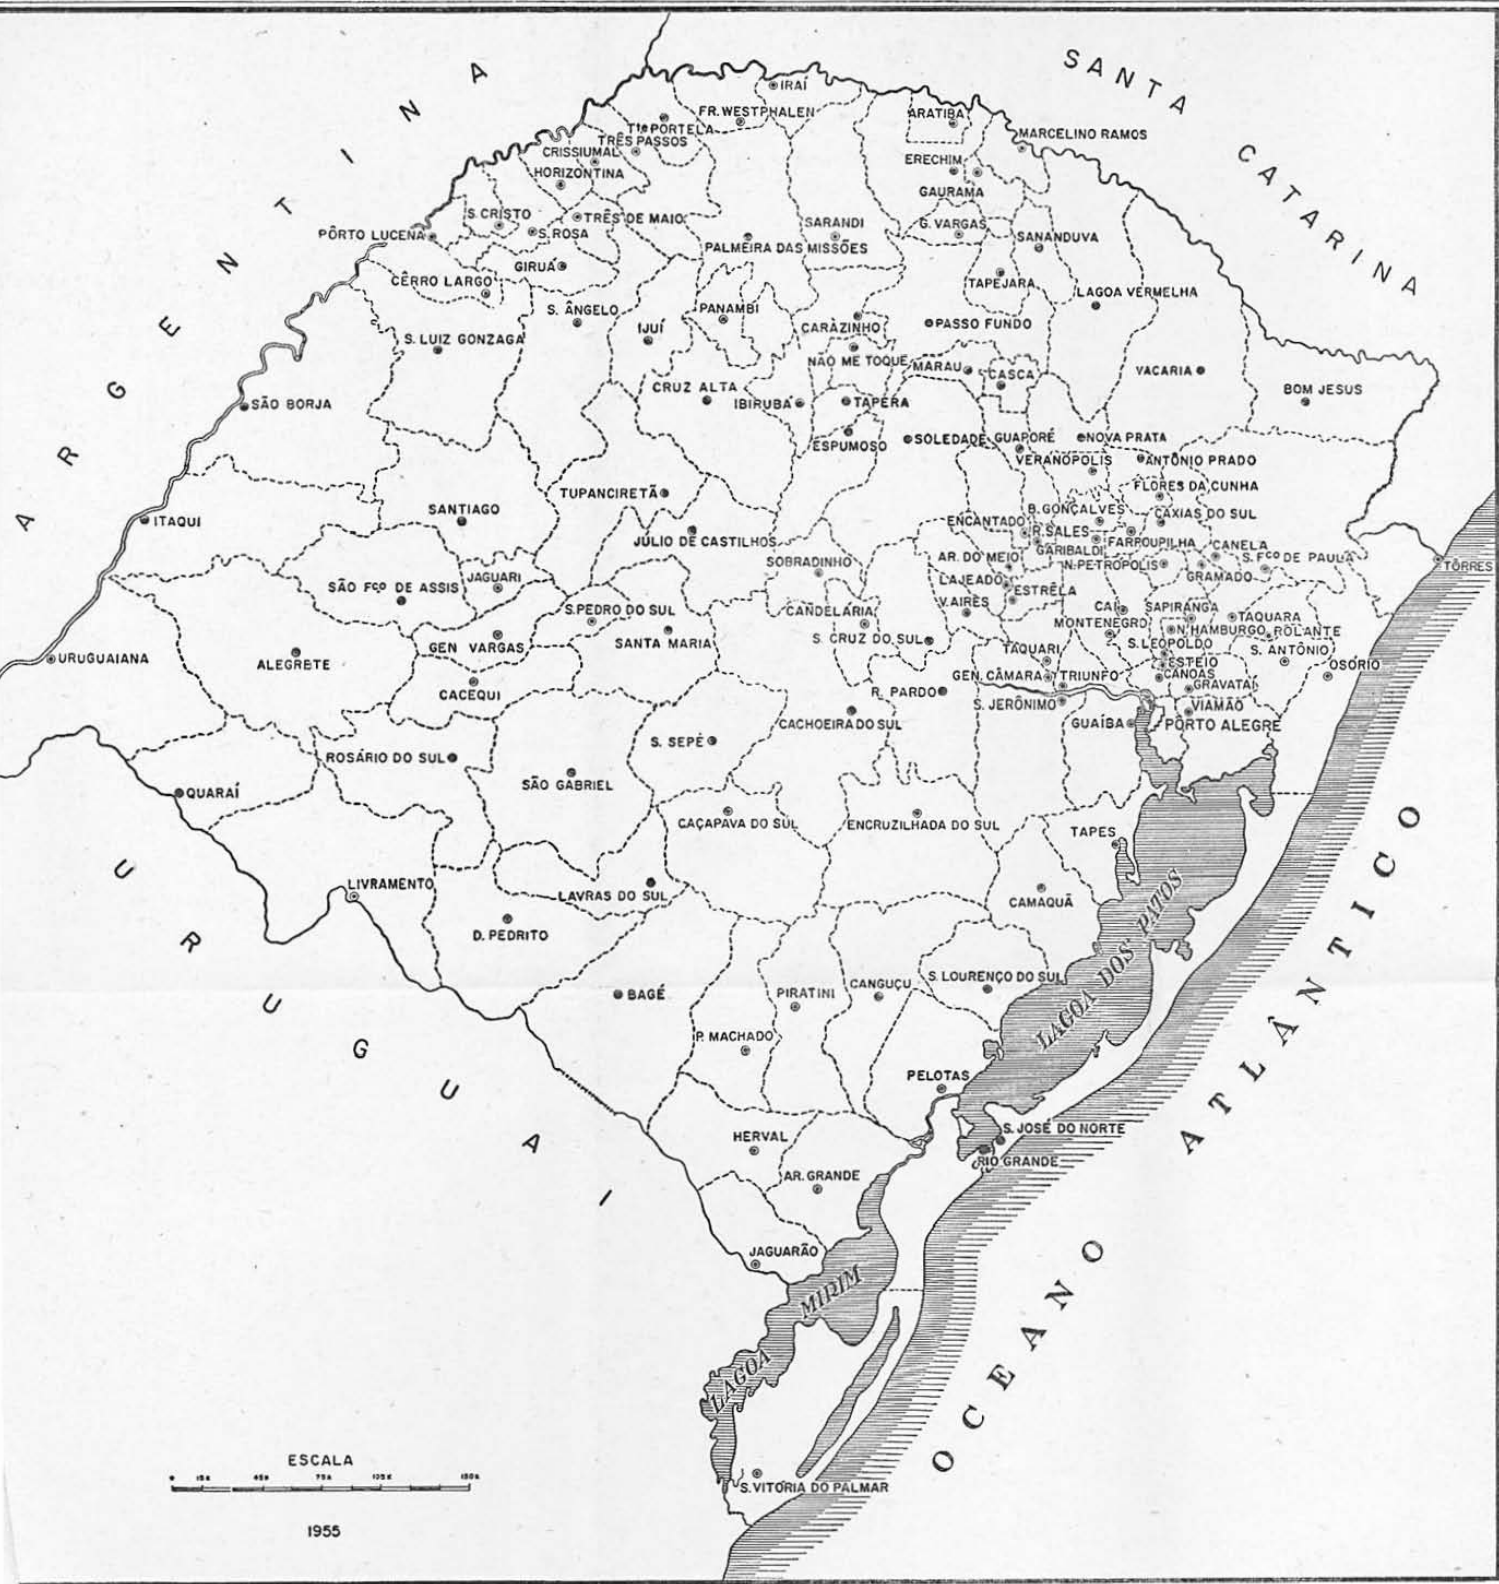 ARGENTINA
SANTA CATARINA
IRAÍ
FR. WESTPHALEN
ARATIBA
Tte PORTELA
TRÊS PASSOS
MARCELINO RAMOS
CRISSIUMAL
ERECHIM
HORIZONTINA
GAURAMA
S. CRISTO
TRÊS DE MAIO
SARANDI
G. VARGAS
PÔRTO LUCENA
S. ROSA
SANANDUVA
PALMEIRA DAS MISSÕES
GIRUÁ
CÊRRO LARGO
TAPEJARA
LAGOA VERMELHA
S. ÂNGELO
PANAMBI
IJUÍ
CARÀZINHO
PASSO FUNDO
S. LUIZ GONZAGA
NÃO ME TOQUE
MARAU
CASCA
VACARIA
CRUZ ALTA
BOM JESUS
SÃO BORJA
IBIRUBÁ
TAPERA
ESPUMOSO
SOLEDADE
GUAPORÉ
NOVA PRATA
VERANÓPOLIS
ANTÔNIO PRADO
FLORES DA CUNHA
TUPANCIRETÃ
SANTIAGO
B. GONÇALVES
CAXIAS DO SUL
ITAQUI
ENCANTADO
R. SALES
FARROUPILHA
JÚLIO DE CASTILHOS
GARIBALDI
CANELA
SOBRADINHO
AR. DO MEIO
N. PETRÓPOLIS
S. Fco DE PAULA
TÔRRES
JAGUARI
LAJEADO
GRAMADO
SÃO Fco DE ASSIS
ESTRÊLA
S. PEDRO DO SUL
CANDELÁRIA
V. AIRES
CAÍ
SAPIRANGA
TAQUARA
MONTENEGRO
N. HAMBURGO
ROLANTE
SANTA MARIA
S. CRUZ DO SUL
S. LEOPOLDO
GEN. VARGAS
TAQUARI
S. ANTÔNIO
URUGUAIANA
ALEGRETE
ESTEIO
OSÓRIO
GEN. CÂMARA
TRIUNFO
CANOAS
GRAVATAÍ
CACEQUI
R. PARDO
S. JERÔNIMO
VIAMÃO
CACHOEIRA DO SUL
GUAÍBA
PÔRTO ALEGRE
S. SEPÉ
ROSÁRIO DO SUL
SÃO GABRIEL
QUARAÍ
CAÇAPAVA DO SUL
ENCRUZILHADA DO SUL
TAPES
LIVRAMENTO
LAVRAS DO SUL
CAMAQUÃ
D. PEDRITO
LAGOA DOS PATOS
BAGÉ
PIRATINI
CANGUÇU
S. LOURENÇO DO SUL
P. MACHADO
PELOTAS
URUGUAI
HERVAL
S. JOSÉ DO NORTE
RIO GRANDE
AR. GRANDE
JAGUARÃO
LAGOA MIRIM
OCEANO ATLÂNTICO
S. VITÓRIA DO PALMAR
ESCALA
1955